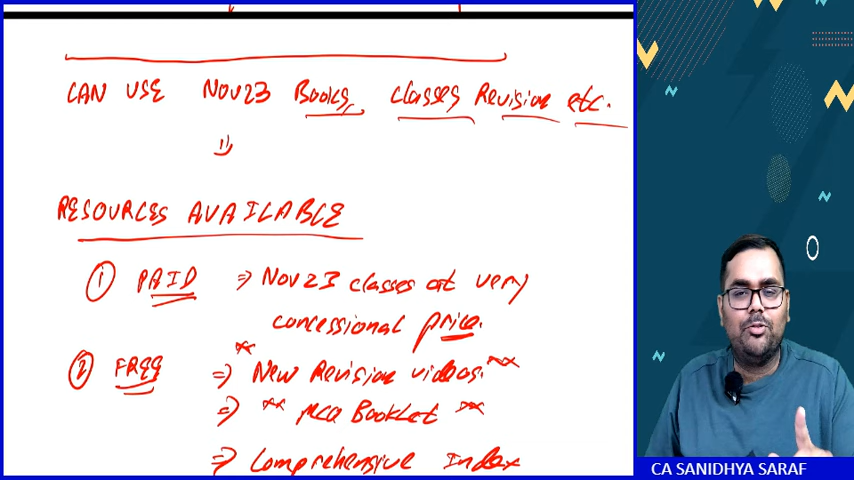 CAN USE NOV23 Books, classes Revision etc.
RESOURCES AVAILABLE
① PAID ⇒ Nov23 classes at very
concessional price.
② FREE ⇒ New Revision videos.
⇒ MCQ Booklet
⇒ Comprehensive Index
CA SANIDHYA SARAF